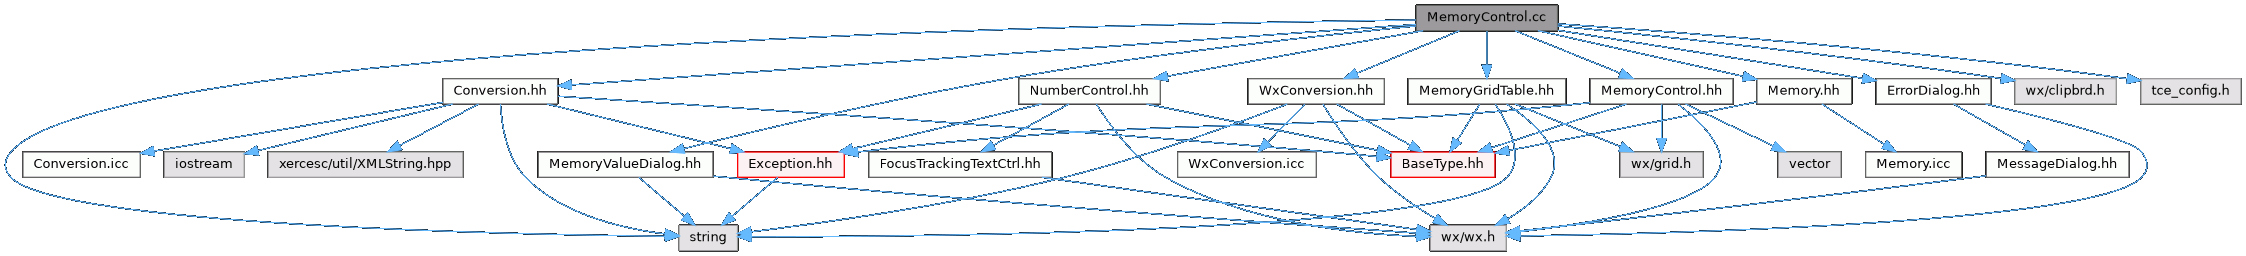 MemoryControl.cc
Conversion.hh
NumberControl.hh
WxConversion.hh
MemoryGridTable.hh
MemoryControl.hh
Memory.hh
ErrorDialog.hh
wx/clipbrd.h
tce_config.h
Conversion.icc
iostream
xercesc/util/XMLString.hpp
MemoryValueDialog.hh
Exception.hh
FocusTrackingTextCtrl.hh
WxConversion.icc
BaseType.hh
wx/grid.h
vector
Memory.icc
MessageDialog.hh
string
wx/wx.h